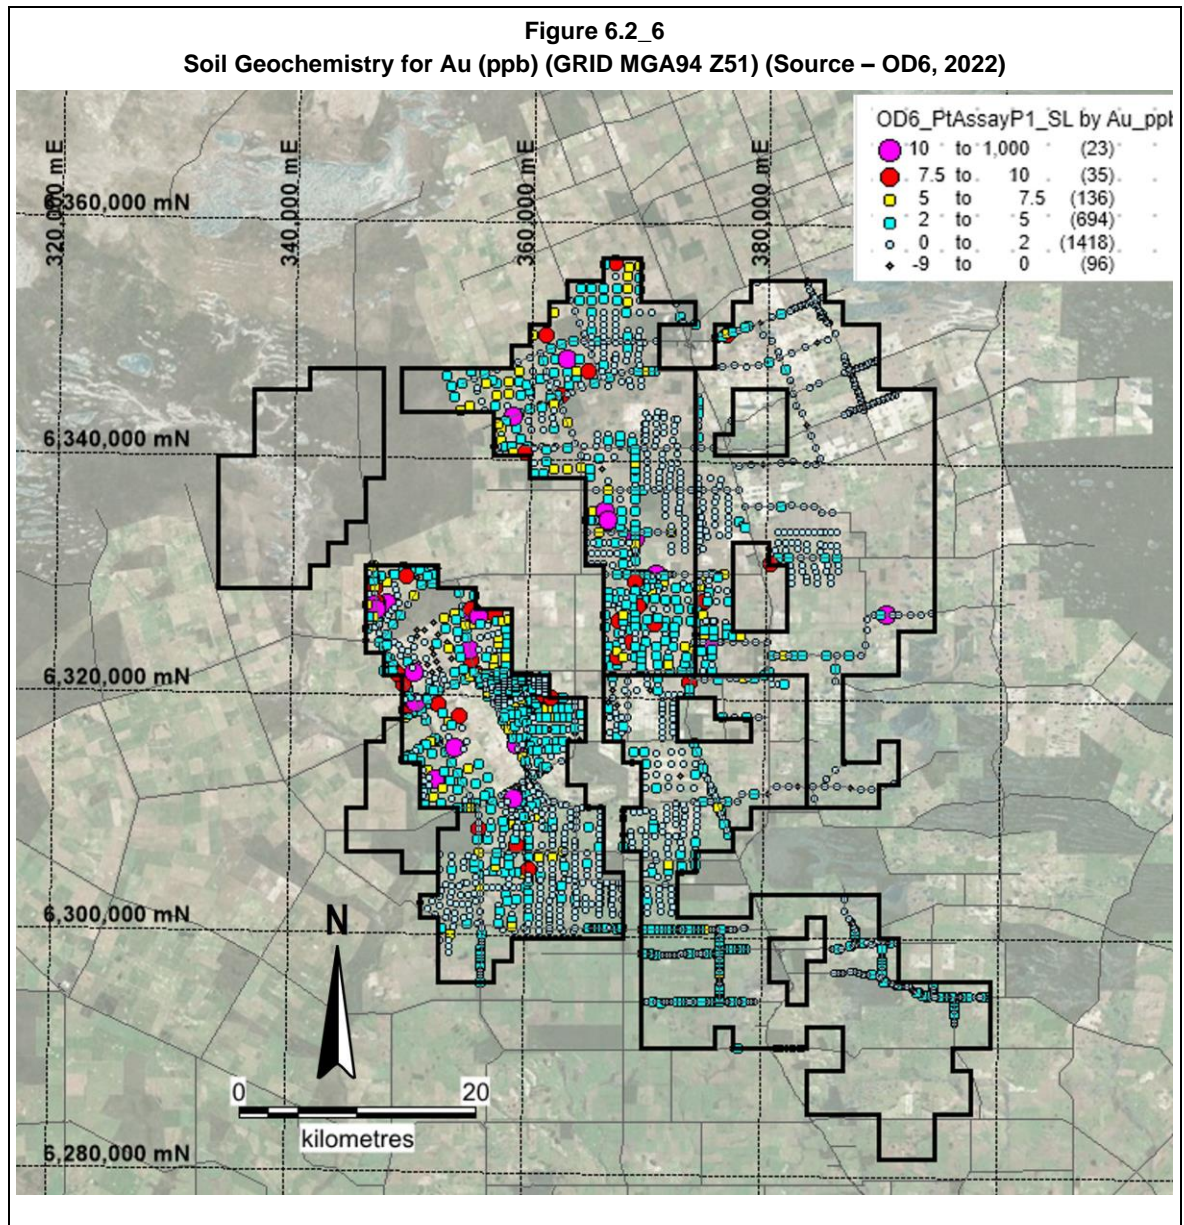 Figure 6.2_6
Soil Geochemistry for Au (ppb) (GRID MGA94 Z51) (Source – OD6, 2022)
OD6_PtAssayP1_SL by Au_ppb
10 to 1,000 (23)
7.5 to 10 (35)
5 to 7.5 (136)
2 to 5 (694)
0 to 2 (1418)
-9 to 0 (96)
320,000 mE
340,000 mE
360,000 mE
380,000 mE
6,360,000 mN
6,340,000 mN
6,320,000 mN
6,300,000 mN
6,280,000 mN
N
0 20
kilometres